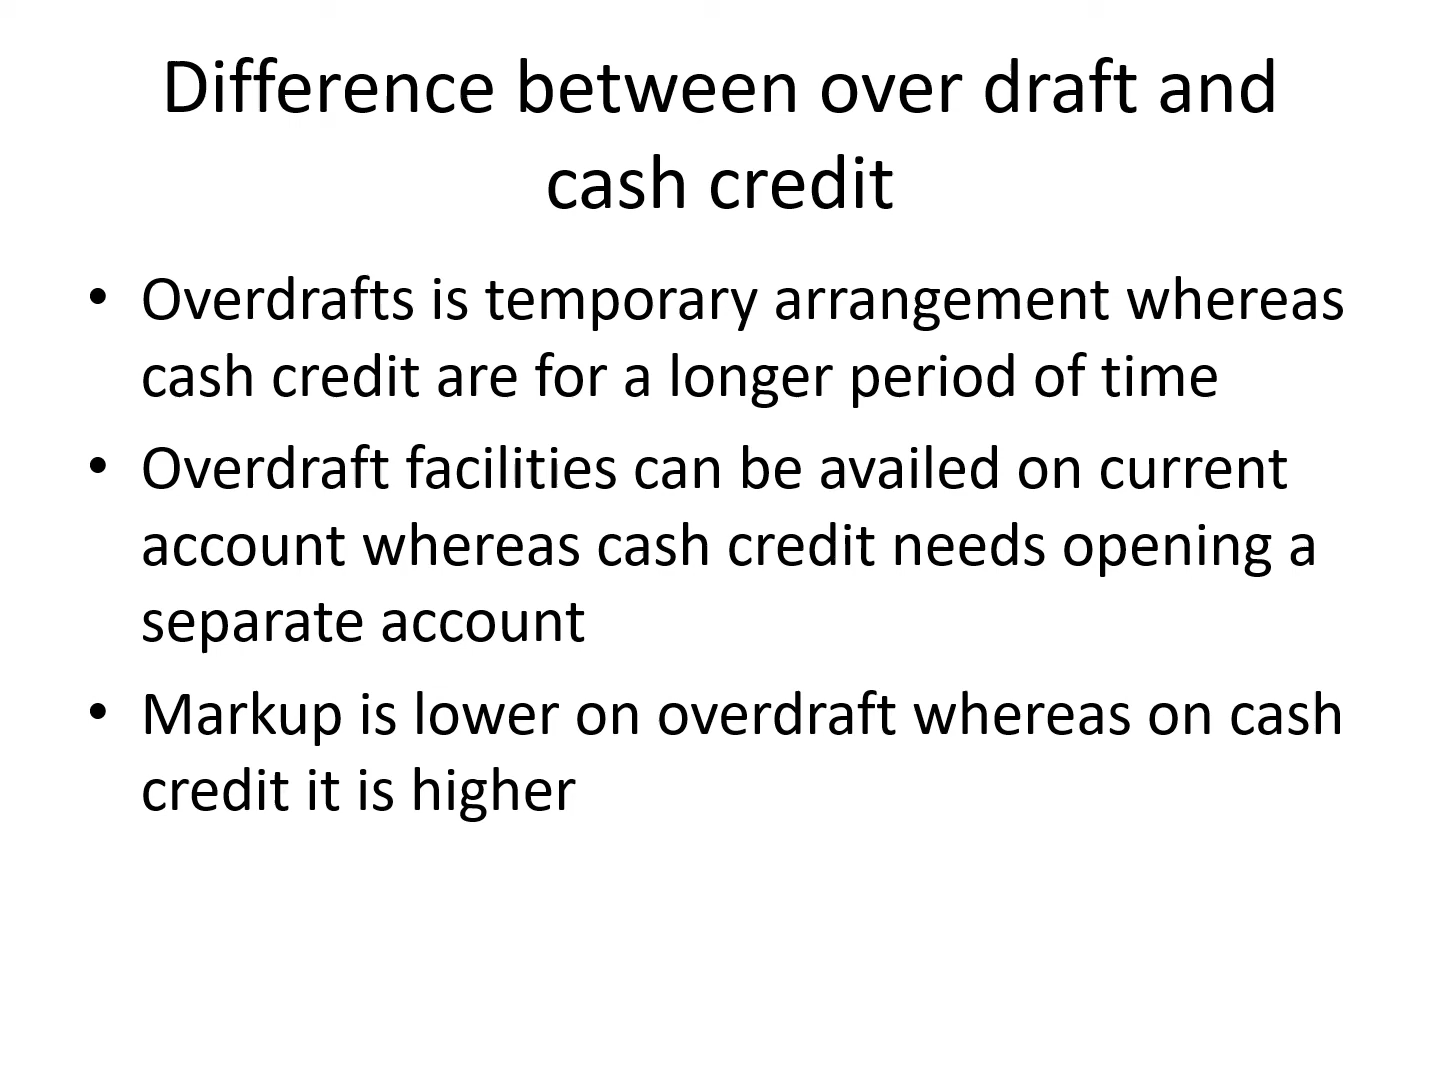 Difference between over draft and
cash credit
• Overdrafts is temporary arrangement whereas
cash credit are for a longer period of time
• Overdraft facilities can be availed on current
account whereas cash credit needs opening a
separate account
• Markup is lower on overdraft whereas on cash
credit it is higher